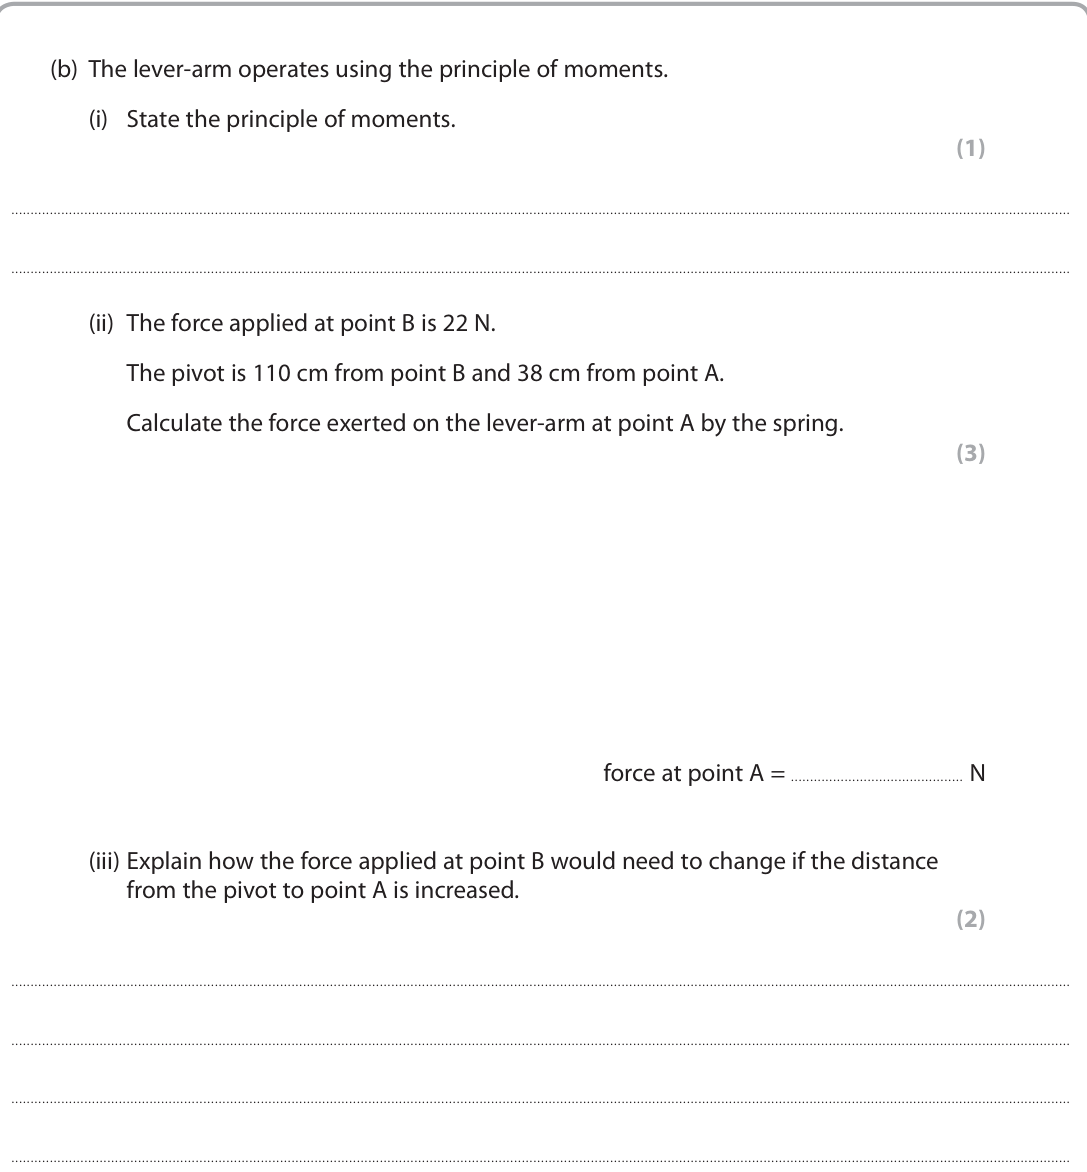 (b) The lever-arm operates using the principle of moments.
(i) State the principle of moments.
(1)
(ii) The force applied at point B is 22 N.
The pivot is 110 cm from point B and 38 cm from point A.
Calculate the force exerted on the lever-arm at point A by the spring.
(3)
force at point A = N
(iii) Explain how the force applied at point B would need to change if the distance
from the pivot to point A is increased.
(2)